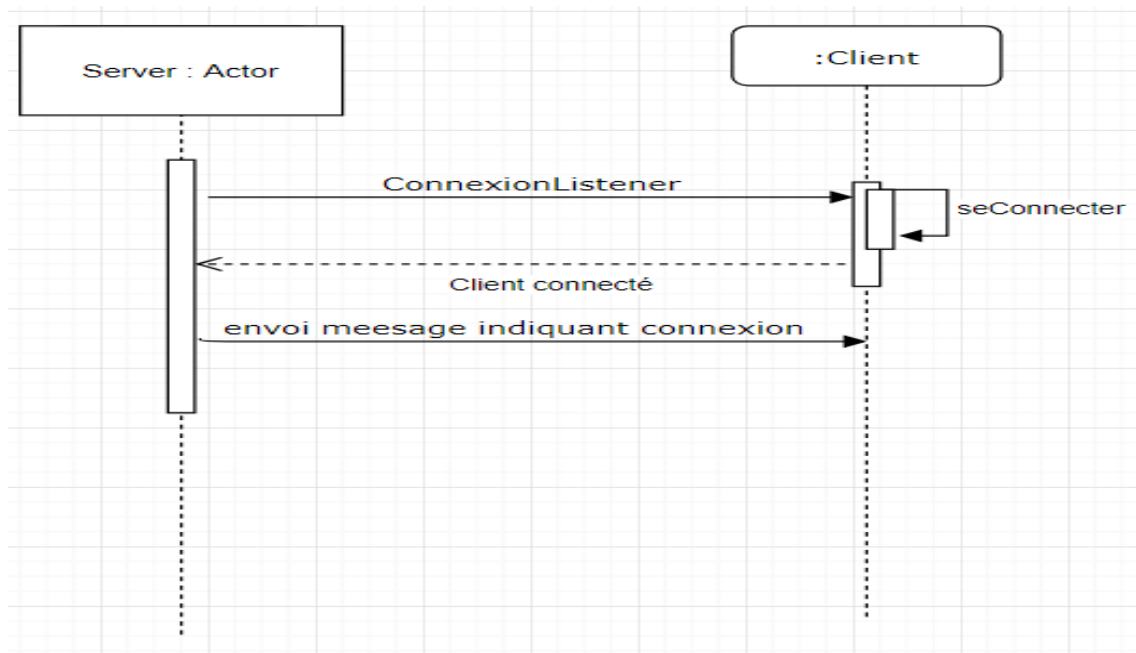 Server : Actor
:Client
ConnexionListener
seConnecter
Client connecté
envoi meesage indiquant connexion